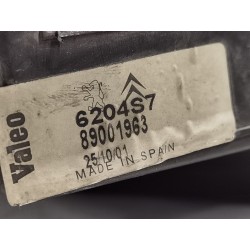 Valeo
6204S7
89001963
25/10/01
MADE IN SPAIN